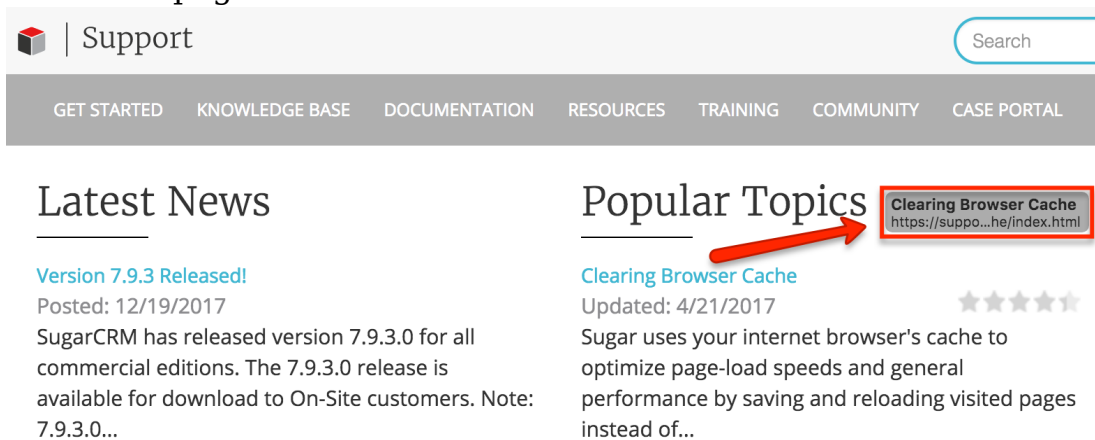 Support
Search
GET STARTED KNOWLEDGE BASE DOCUMENTATION RESOURCES TRAINING COMMUNITY CASE PORTAL
Latest News
Version 7.9.3 Released!
Posted: 12/19/2017
SugarCRM has released version 7.9.3.0 for all
commercial editions. The 7.9.3.0 release is
available for download to On-Site customers. Note:
7.9.3.0...
Popular Topics
Clearing Browser Cache
https://suppo...he/index.html
Clearing Browser Cache
Updated: 4/21/2017
Sugar uses your internet browser's cache to
optimize page-load speeds and general
performance by saving and reloading visited pages
instead of...